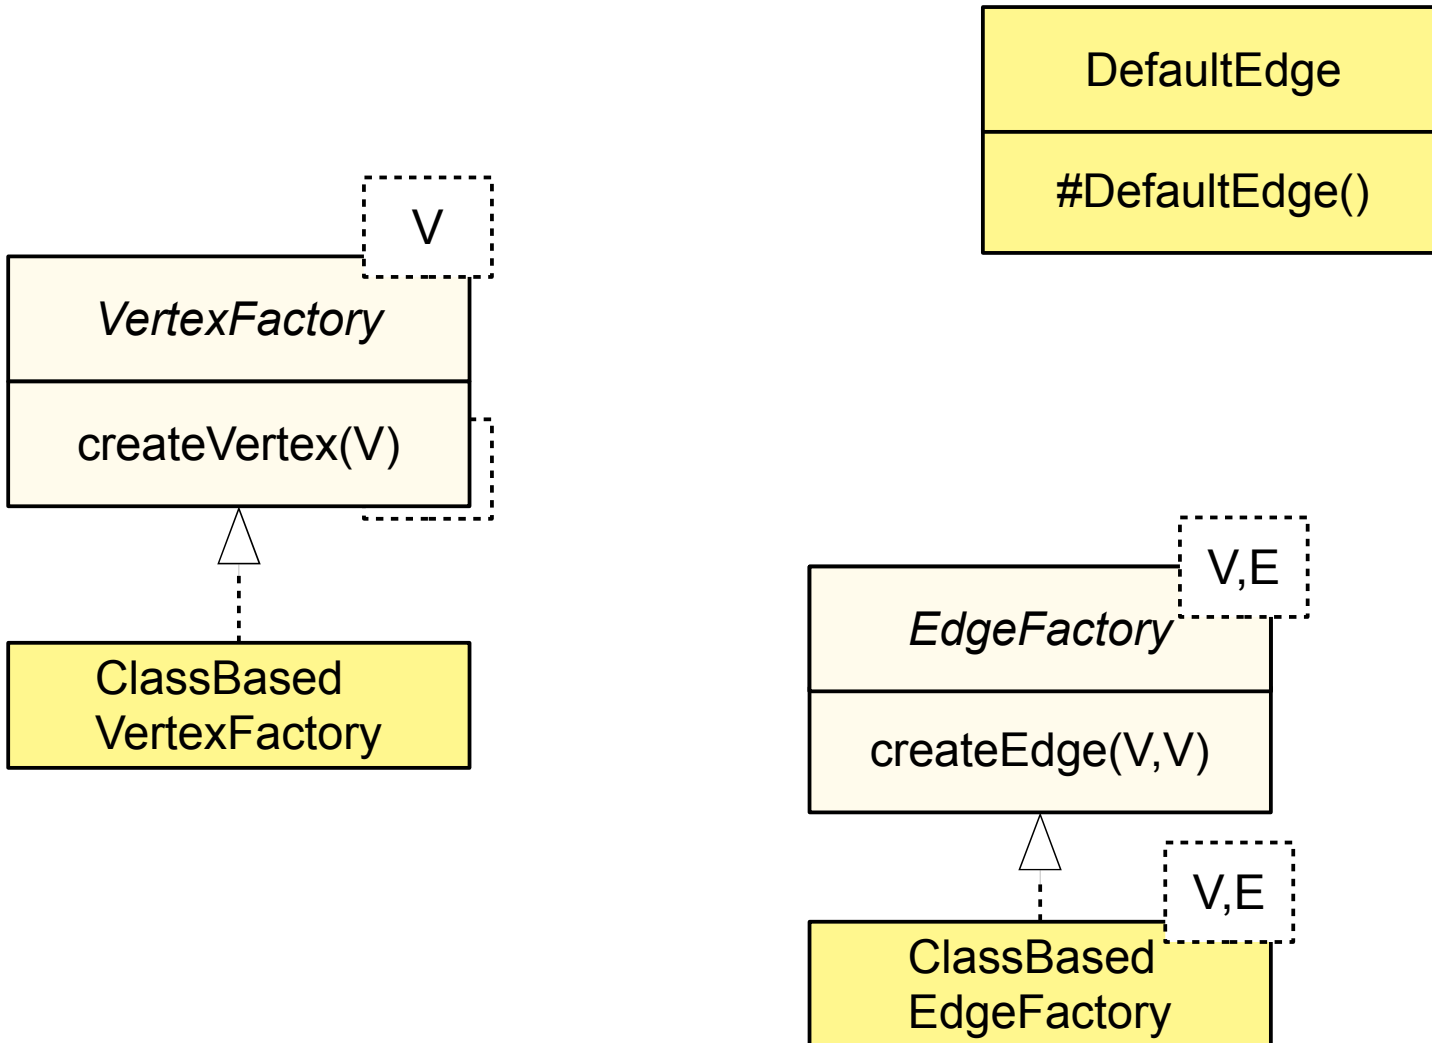 DefaultEdge
#DefaultEdge()
V
VertexFactory
createVertex(V)
ClassBased
VertexFactory
V,E
EdgeFactory
createEdge(V,V)
V,E
ClassBased
EdgeFactory